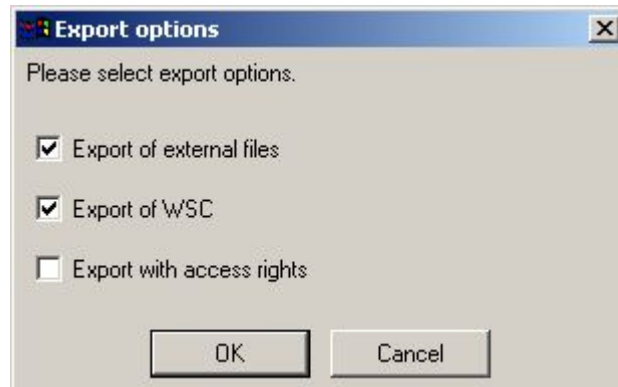 Export options
Please select export options.
Export of external files
Export of WSC
Export with access rights
OK
Cancel